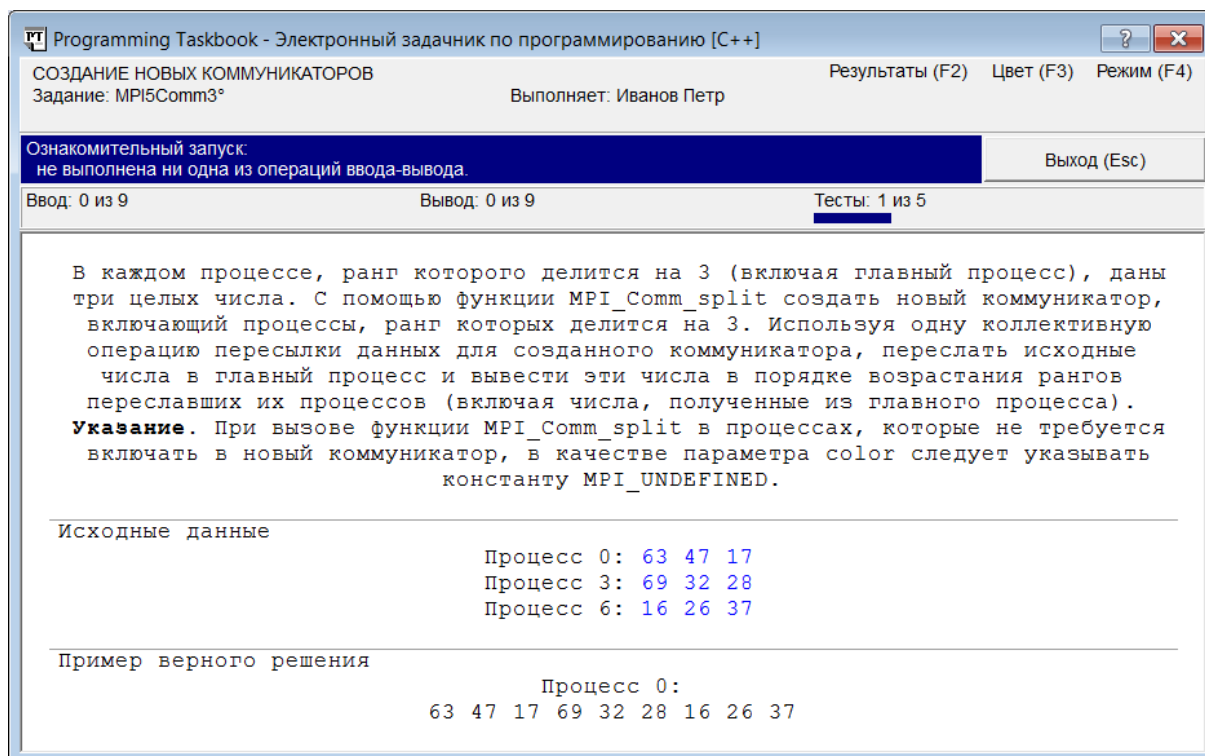 Programming Taskbook - Электронный задачник по программированию [C++]
СОЗДАНИЕ НОВЫХ КОММУНИКАТОРОВ
Результаты (F2) Цвет (F3) Режим (F4)
Задание: MPI5Comm3° Выполняет: Иванов Петр
Ознакомительный запуск:
не выполнена ни одна из операций ввода-вывода.
Выход (Esc)
Ввод: 0 из 9 Вывод: 0 из 9 Тесты: 1 из 5
В каждом процессе, ранг которого делится на 3 (включая главный процесс), даны
три целых числа. С помощью функции MPI_Comm_split создать новый коммуникатор,
включающий процессы, ранг которых делится на 3. Используя одну коллективную
операцию пересылки данных для созданного коммуникатора, переслать исходные
числа в главный процесс и вывести эти числа в порядке возрастания рангов
переславших их процессов (включая числа, полученные из главного процесса).
Указание. При вызове функции MPI_Comm_split в процессах, которые не требуется
включать в новый коммуникатор, в качестве параметра color следует указывать
константу MPI_UNDEFINED.
Исходные данные
Процесс 0: 63 47 17
Процесс 3: 69 32 28
Процесс 6: 16 26 37
Пример верного решения
Процесс 0:
63 47 17 69 32 28 16 26 37